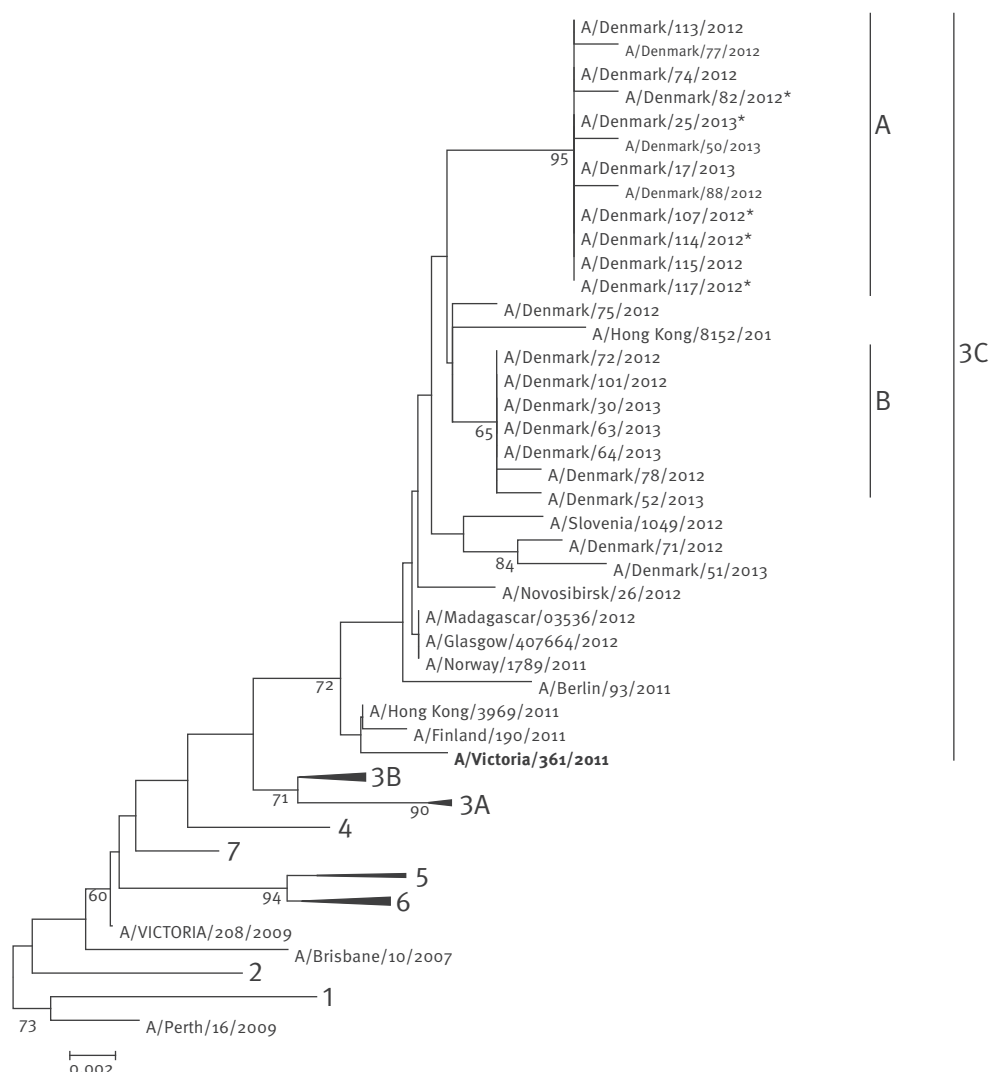 A/Denmark/113/2012
A/Denmark/77/2012
A/Denmark/74/2012
A/Denmark/82/2012*
A/Denmark/25/2013*
A
A/Denmark/50/2013
95
A/Denmark/17/2013
A/Denmark/88/2012
A/Denmark/107/2012*
A/Denmark/114/2012*
A/Denmark/115/2012
A/Denmark/117/2012*
A/Denmark/75/2012
A/Hong Kong/8152/201
3C
A/Denmark/72/2012
A/Denmark/101/2012
B
A/Denmark/30/2013
A/Denmark/63/2013
65
A/Denmark/64/2013
A/Denmark/78/2012
A/Denmark/52/2013
A/Slovenia/1049/2012
A/Denmark/71/2012
84
A/Denmark/51/2013
A/Novosibirsk/26/2012
A/Madagascar/03536/2012
A/Glasgow/407664/2012
A/Norway/1789/2011
72
A/Berlin/93/2011
A/Hong Kong/3969/2011
A/Finland/190/2011
A/Victoria/361/2011
3B
71
90
3A
4
7
5
60
94
6
A/VICTORIA/208/2009
A/Brisbane/10/2007
2
1
73
A/Perth/16/2009
0.002